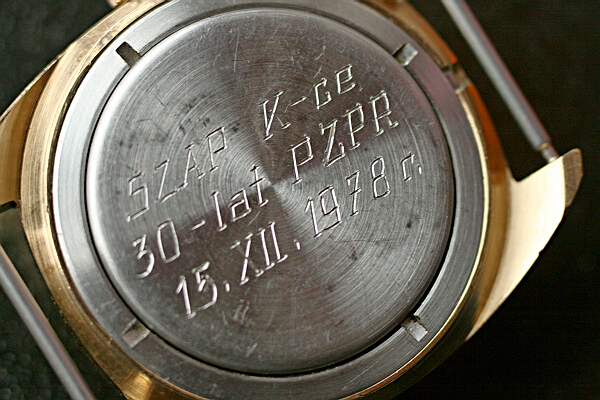 SZAP K-ce
30-lat PZPR
15. XII. 1978 r.